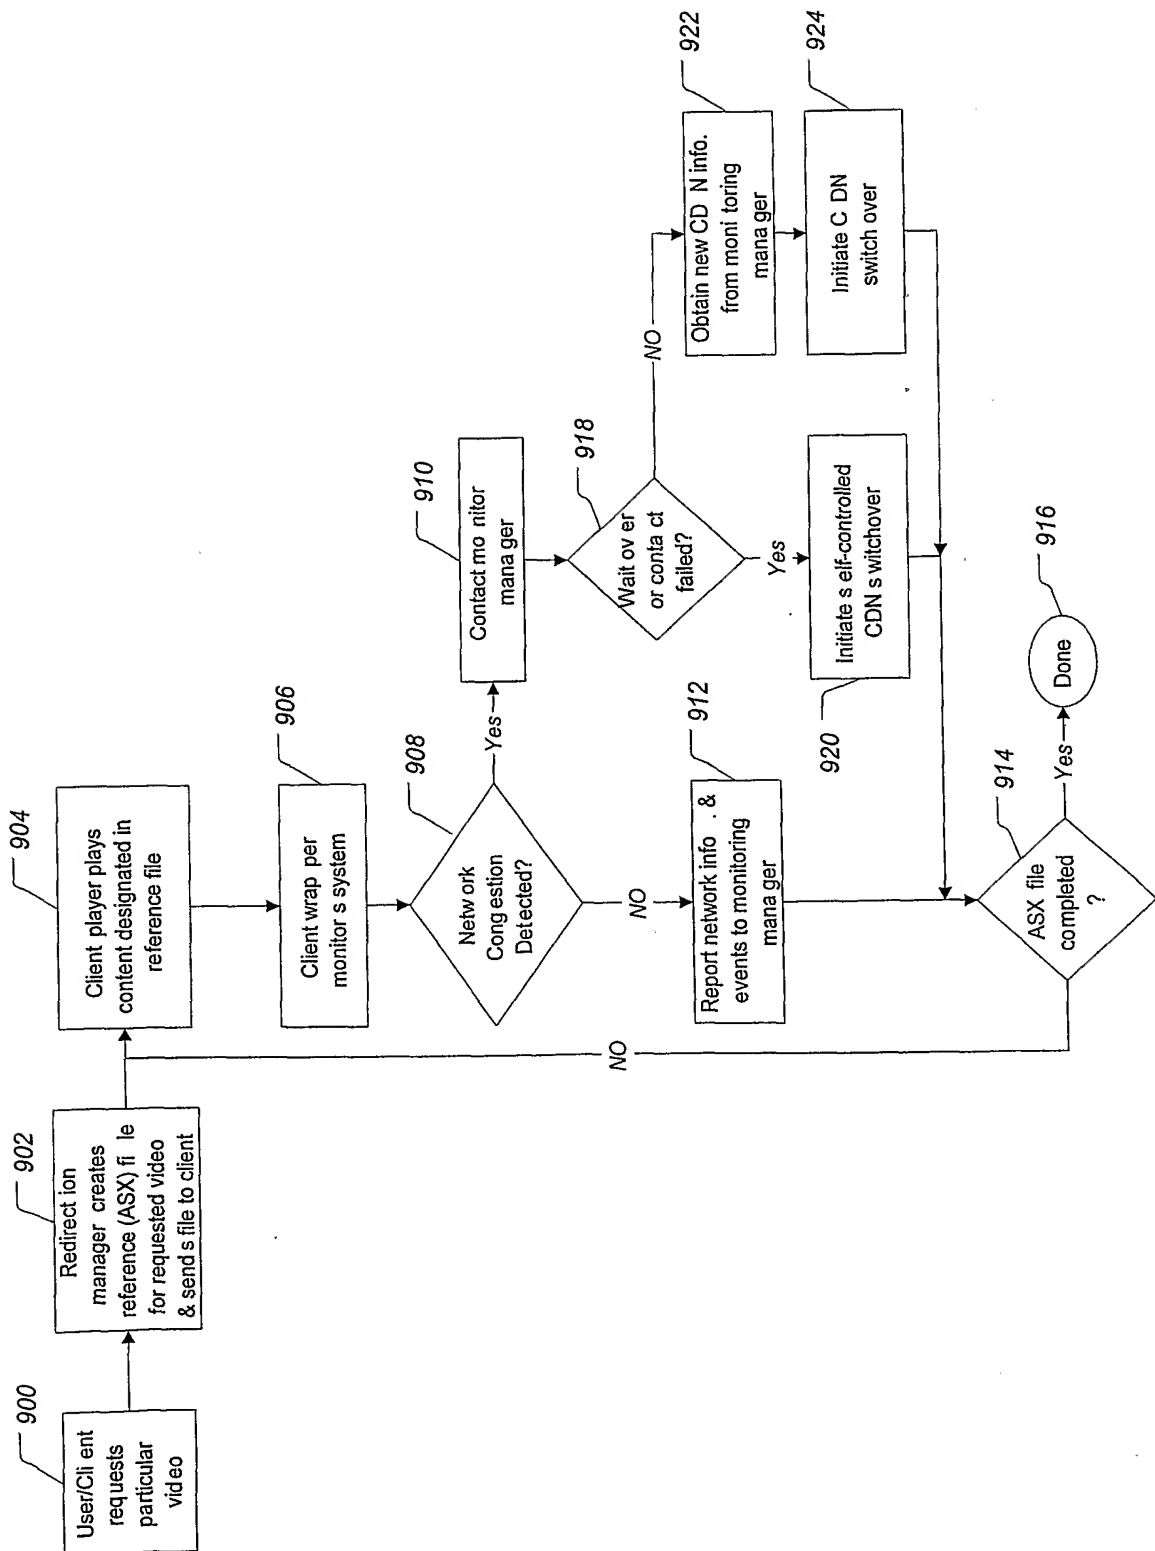 900
User/Cli ent
requests
particular
video
902
Redirect ion
manager creates
reference (ASX) fi le
for requested video
& send s file to client
904
Client player plays
content designated in
reference file
906
Client wrap per
monitor s system
908
Netw ork
Cong estion
Detected?
Yes
NO
910
Contact mo nitor
mana ger
912
Report network info . &
events to monitoring
mana ger
918
Wait ov er
or conta ct
failed?
Yes
NO
920
Initiate s elf-controlled
CDN s witchover
922
Obtain new CD N info.
from moni toring
mana ger
924
Initiate C DN
switch over
914
ASX file
completed
?
Yes
NO
916
Done